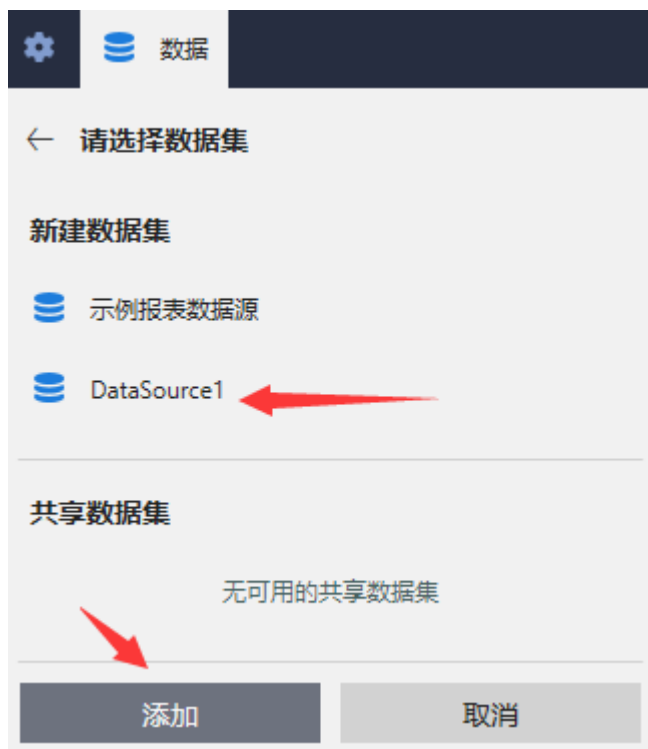 数据
请选择数据集
新建数据集
示例报表数据源
DataSource1
共享数据集
无可用的共享数据集
添加
取消